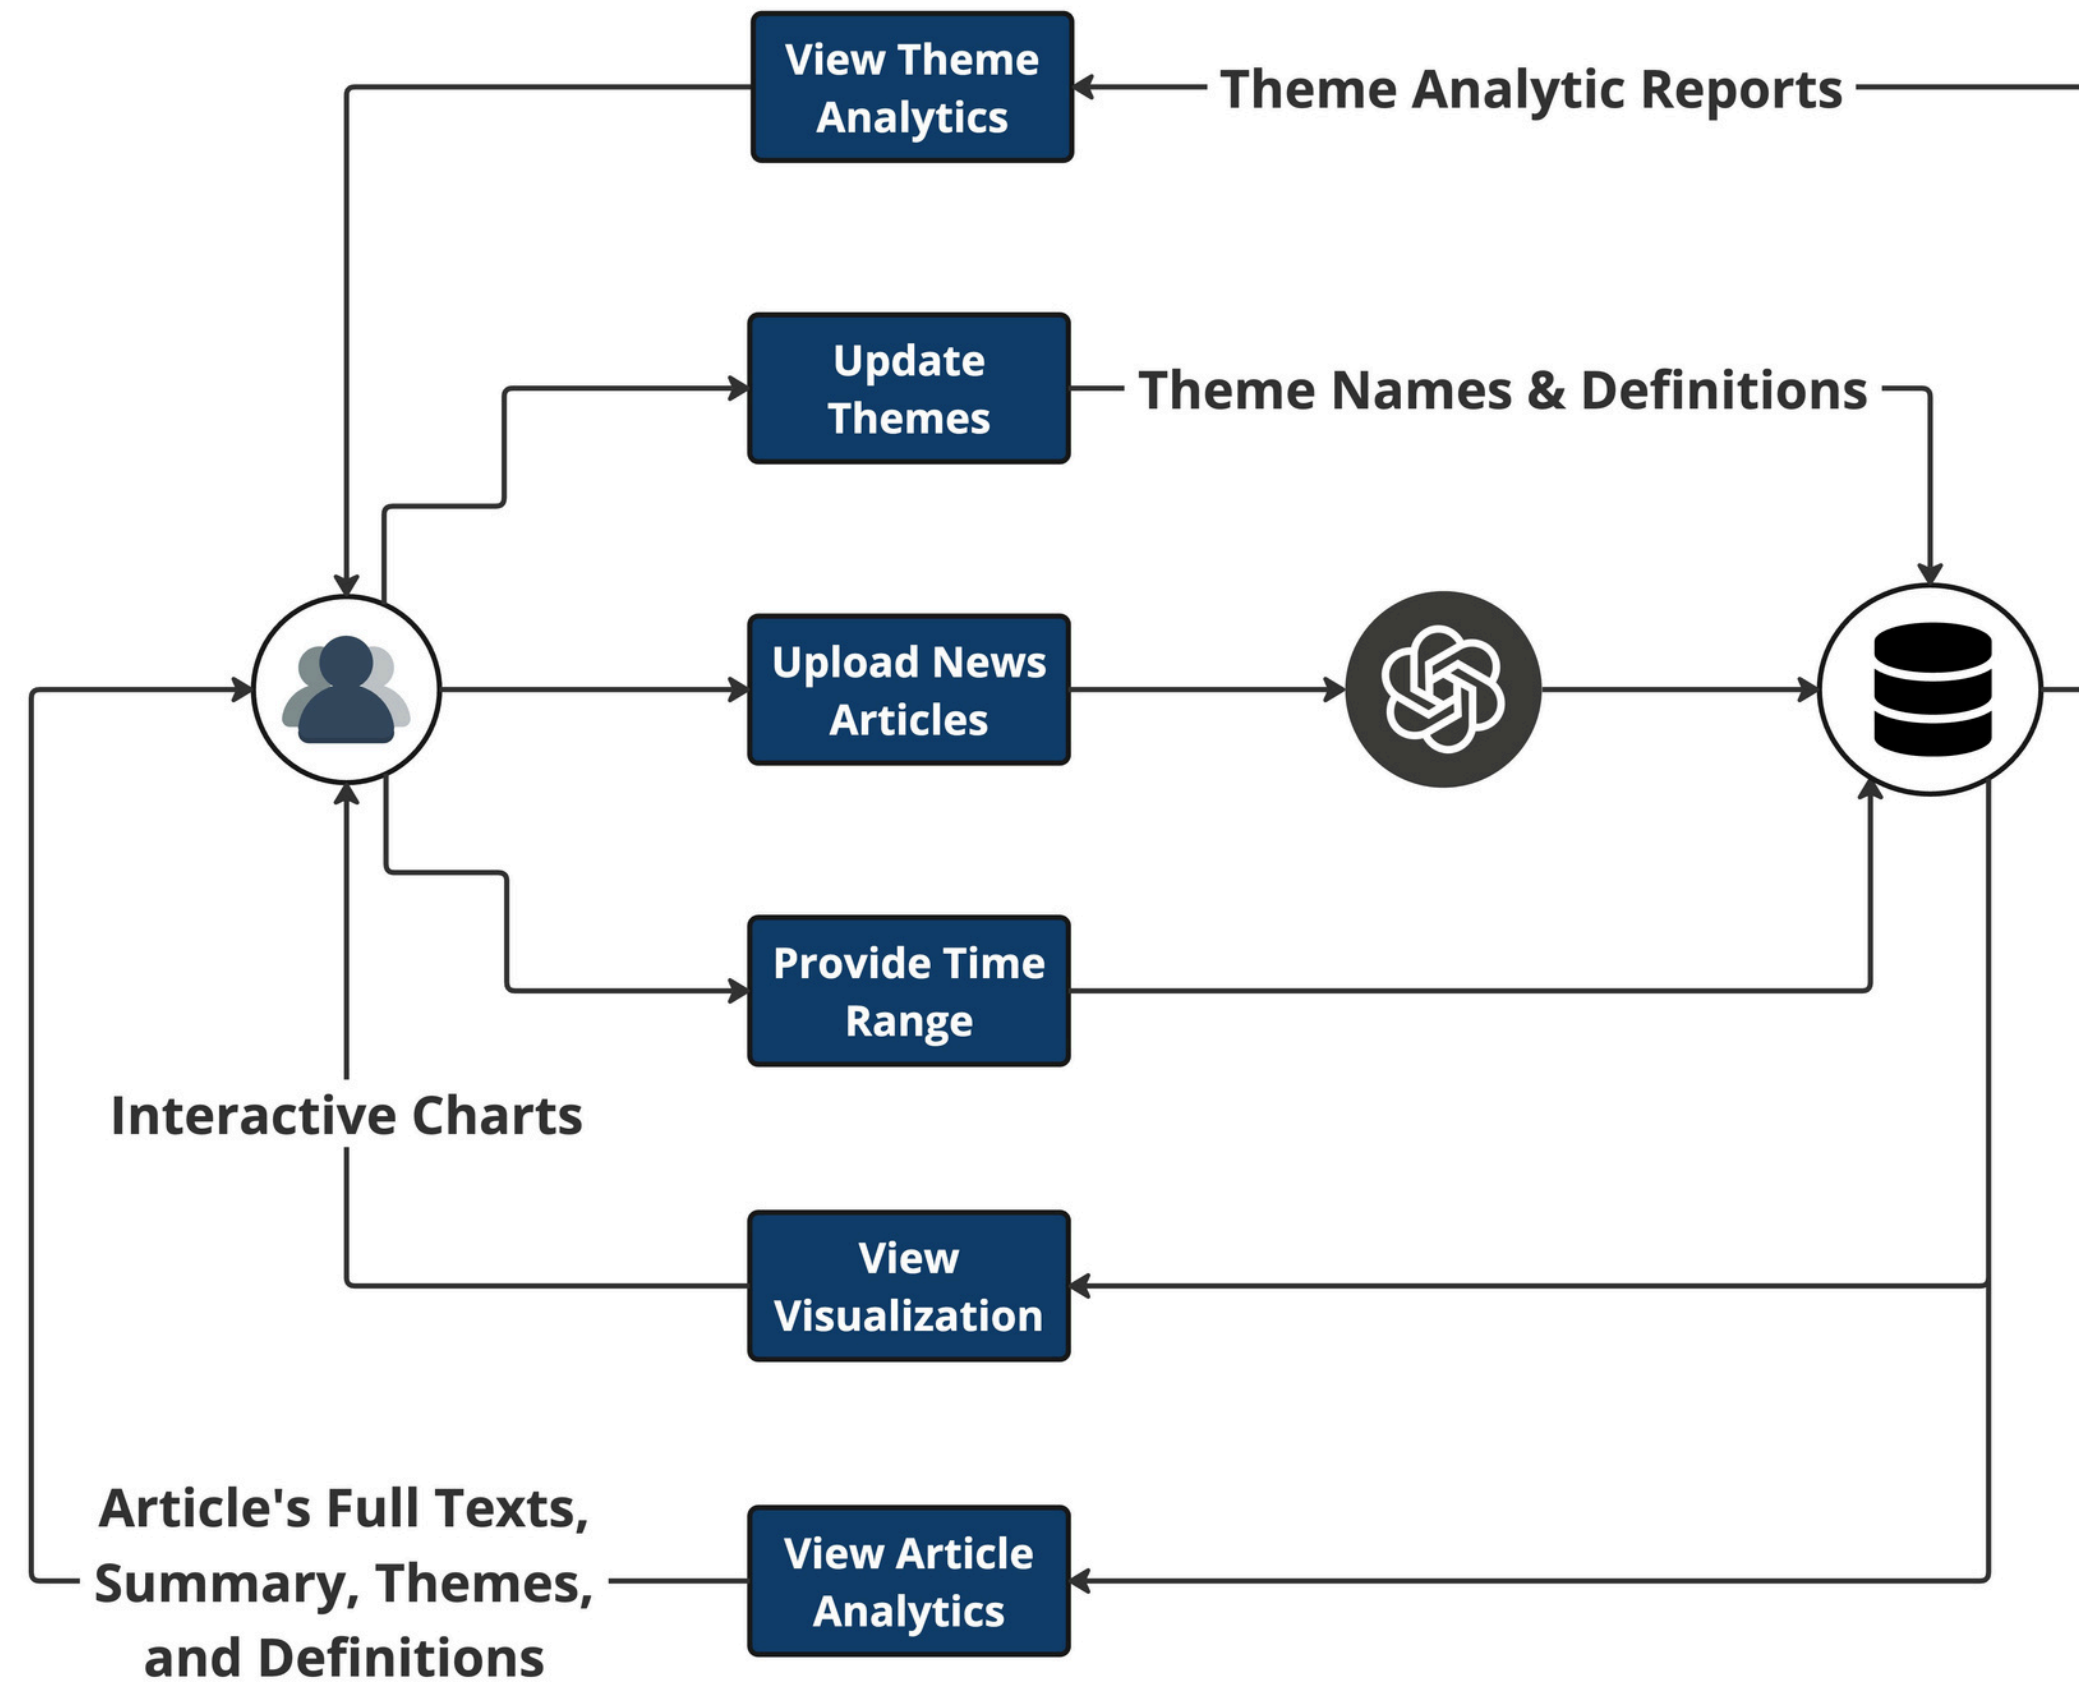 View Theme
Analytics
Theme Analytic Reports
Update
Themes
Theme Names & Definitions
Upload News
Articles
Provide Time
Range
Interactive Charts
View
Visualization
Article's Full Texts,
Summary, Themes,
and Definitions
View Article
Analytics